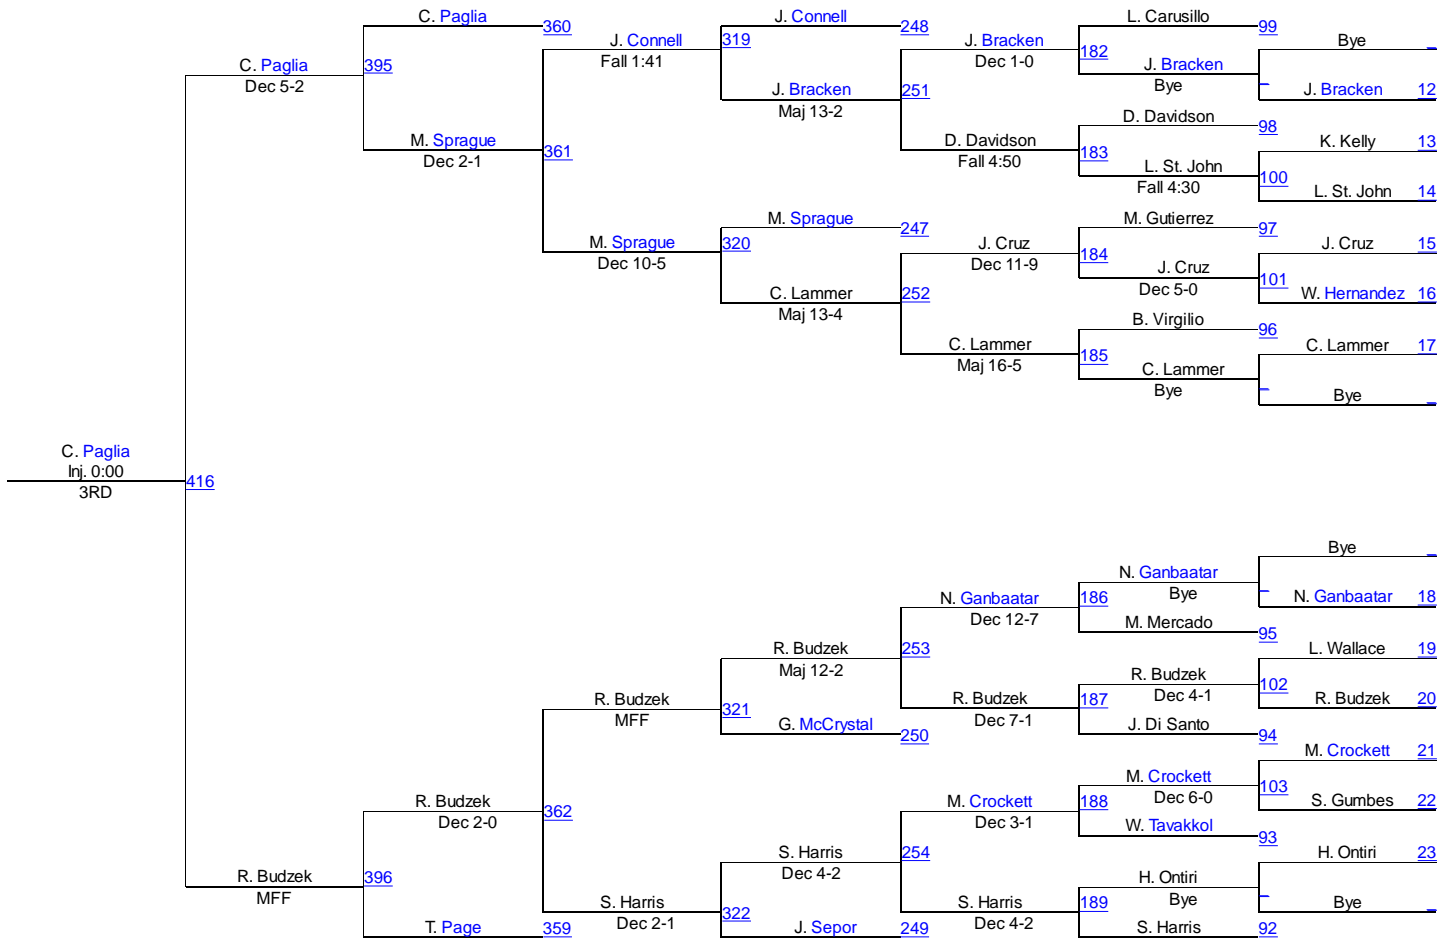 C. Paglia 360
J. Connell 248
L. Carusillo 99
J. Connell 319
Fall 1:41
J. Bracken 182
Dec 1-0
Bye _
C. Paglia 395
Dec 5-2
J. Bracken _
Bye
J. Bracken 251
Maj 13-2
J. Bracken 12
D. Davidson 98
M. Sprague 361
Dec 2-1
D. Davidson 183
Fall 4:50
K. Kelly 13
L. St. John 100
Fall 4:30
L. St. John 14
M. Sprague 247
M. Gutierrez 97
M. Sprague 320
Dec 10-5
J. Cruz 184
Dec 11-9
J. Cruz 15
J. Cruz 101
Dec 5-0
C. Lammer 252
Maj 13-4
W. Hernandez 16
B. Virgilio 96
C. Lammer 185
Maj 16-5
C. Lammer 17
C. Lammer _
Bye
Bye _
C. Paglia
Inj. 0:00
416
3RD
Bye _
N. Ganbaatar _
Bye
N. Ganbaatar 186
Dec 12-7
N. Ganbaatar 18
M. Mercado 95
R. Budzek 253
Maj 12-2
L. Wallace 19
R. Budzek 102
Dec 4-1
R. Budzek 321
MFF
R. Budzek 187
Dec 7-1
R. Budzek 20
G. McCrystal 250
J. Di Santo 94
M. Crockett 21
M. Crockett 103
Dec 6-0
R. Budzek 362
Dec 2-0
M. Crockett 188
Dec 3-1
S. Gumbes 22
W. Tavakkol 93
S. Harris 254
Dec 4-2
H. Ontiri 23
R. Budzek 396
MFF
H. Ontiri _
Bye
S. Harris 322
Dec 2-1
S. Harris 189
Dec 4-2
Bye _
T. Page 359
J. Sepor 249
S. Harris 92